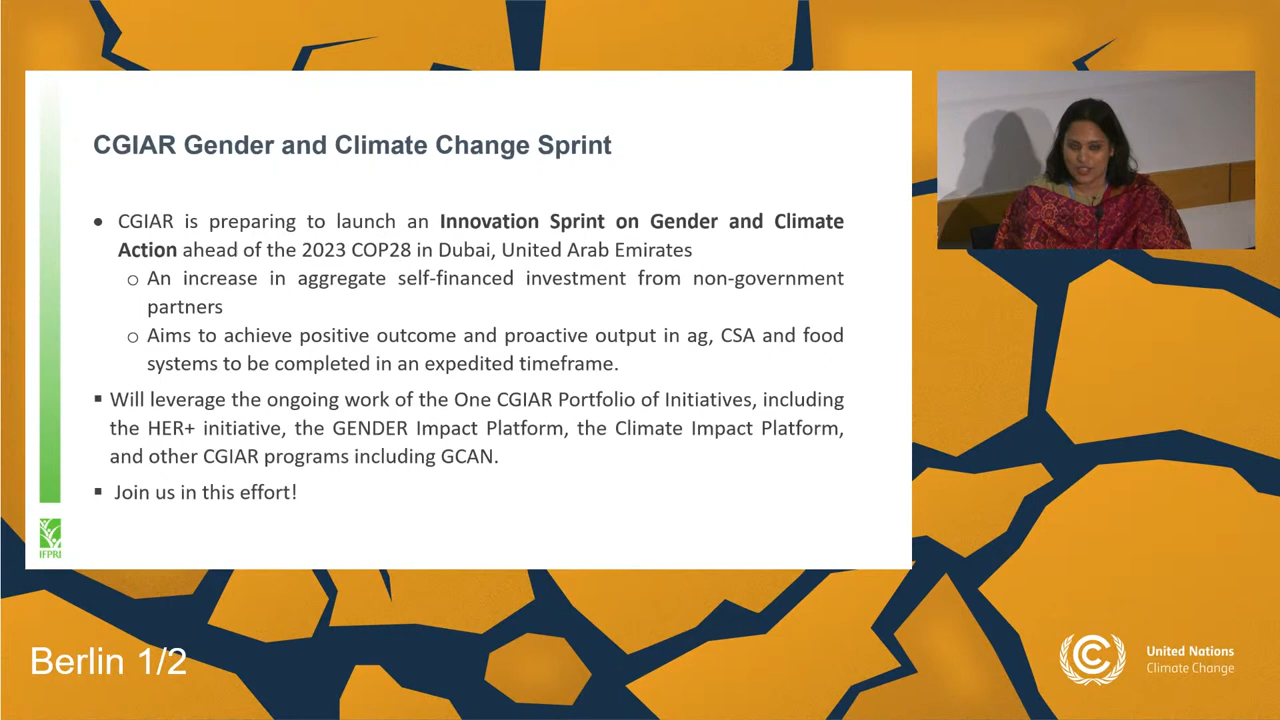 CGIAR Gender and Climate Change Sprint
● CGIAR is preparing to launch an Innovation Sprint on Gender and Climate
Action ahead of the 2023 COP28 in Dubai, United Arab Emirates
○ An increase in aggregate self-financed investment from non-government
partners
○ Aims to achieve positive outcome and proactive output in ag, CSA and food
systems to be completed in an expedited timeframe.
▪ Will leverage the ongoing work of the One CGIAR Portfolio of Initiatives, including
the HER+ initiative, the GENDER Impact Platform, the Climate Impact Platform,
and other CGIAR programs including GCAN.
▪ Join us in this effort!
IFPRI
Berlin 1/2
United Nations
Climate Change